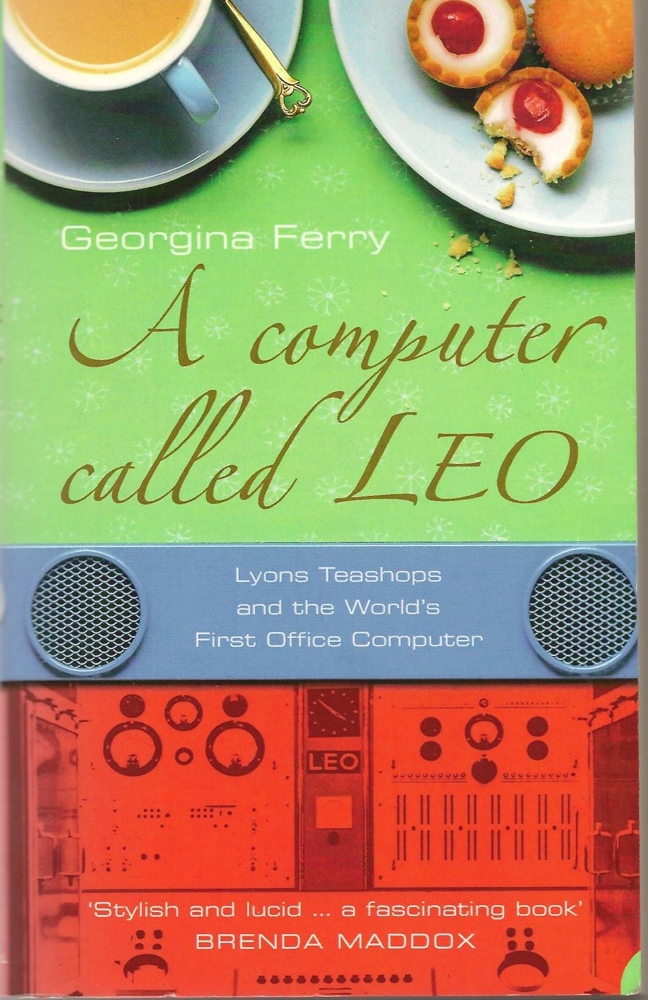 Georgina Ferry
A computer
called LEO
Lyons Teashops
and the World's
First Office Computer
LEO
'Stylish and lucid ... a fascinating book'
BRENDA MADDOX